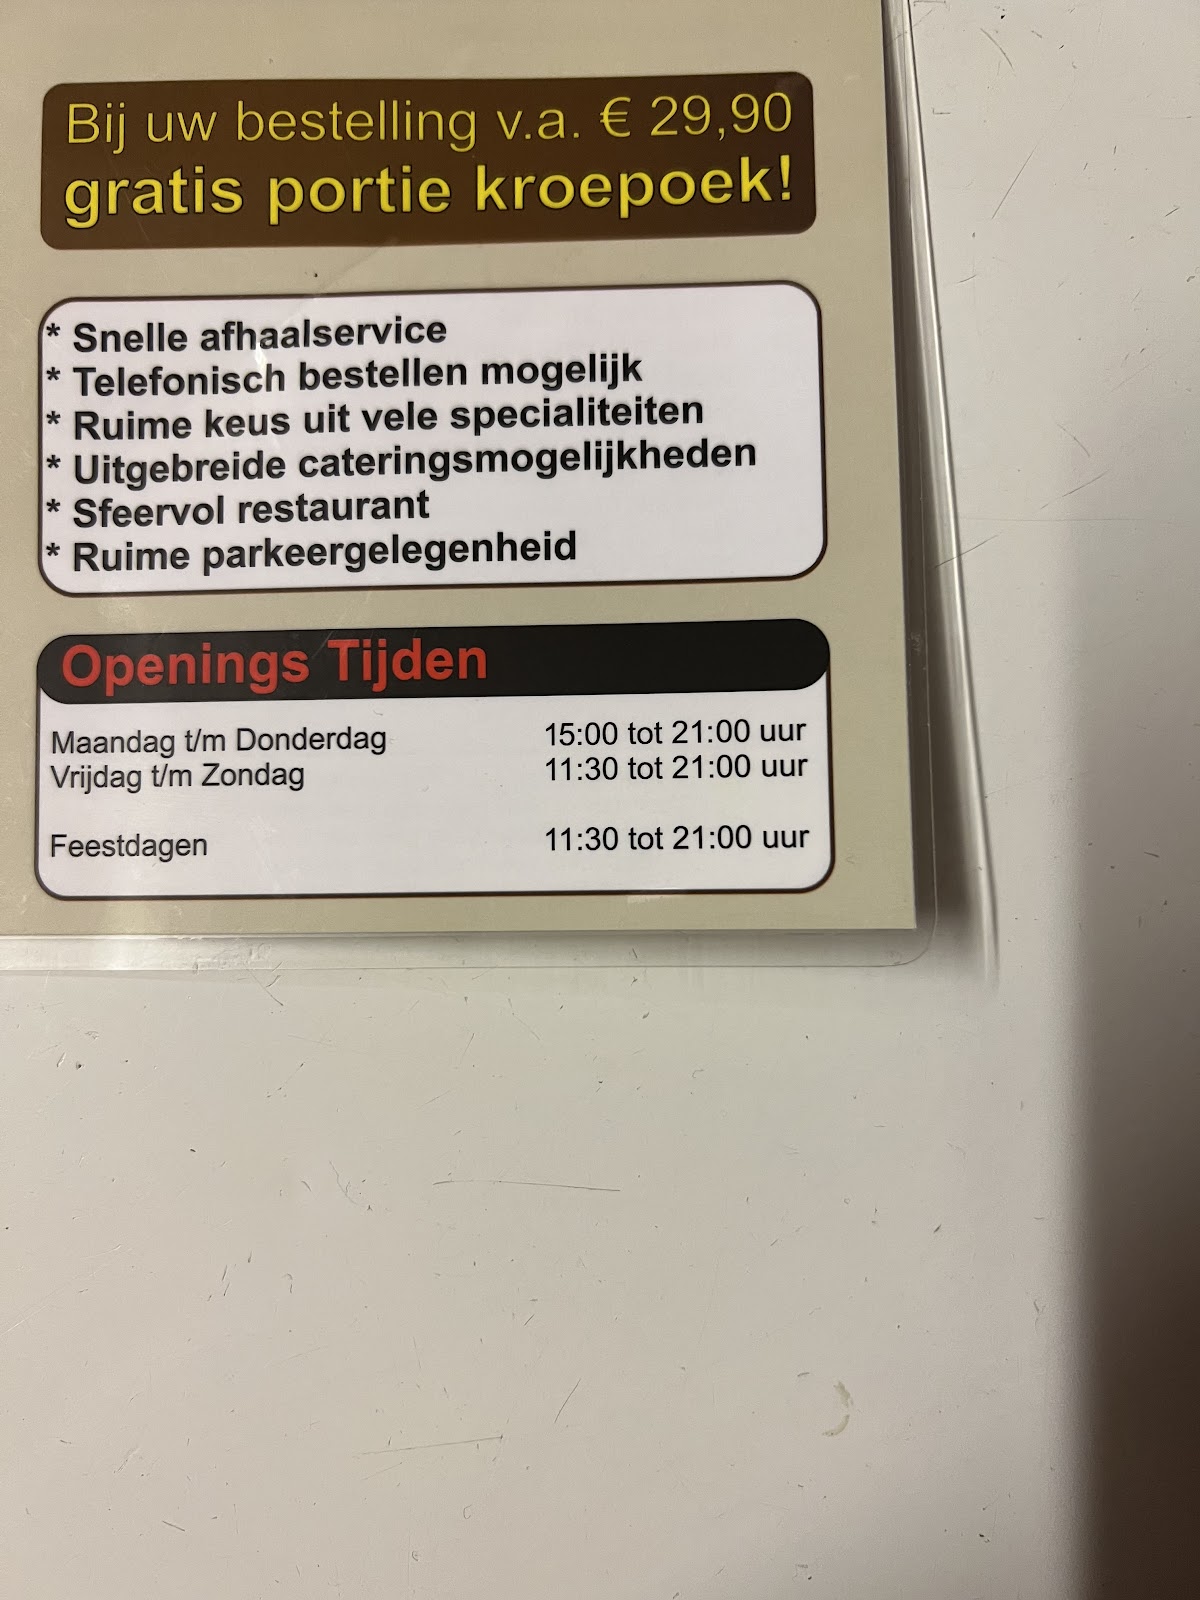 Bij uw bestelling v.a. € 29,90
gratis portie kroepoek!
* Snelle afhaalservice
* Telefonisch bestellen mogelijk
* Ruime keus uit vele specialiteiten
* Uitgebreide cateringsmogelijkheden
* Sfeervol restaurant
* Ruime parkeergelegenheid
Openings Tijden
Maandag t/m Donderdag 15:00 tot 21:00 uur
Vrijdag t/m Zondag 11:30 tot 21:00 uur
Feestdagen 11:30 tot 21:00 uur